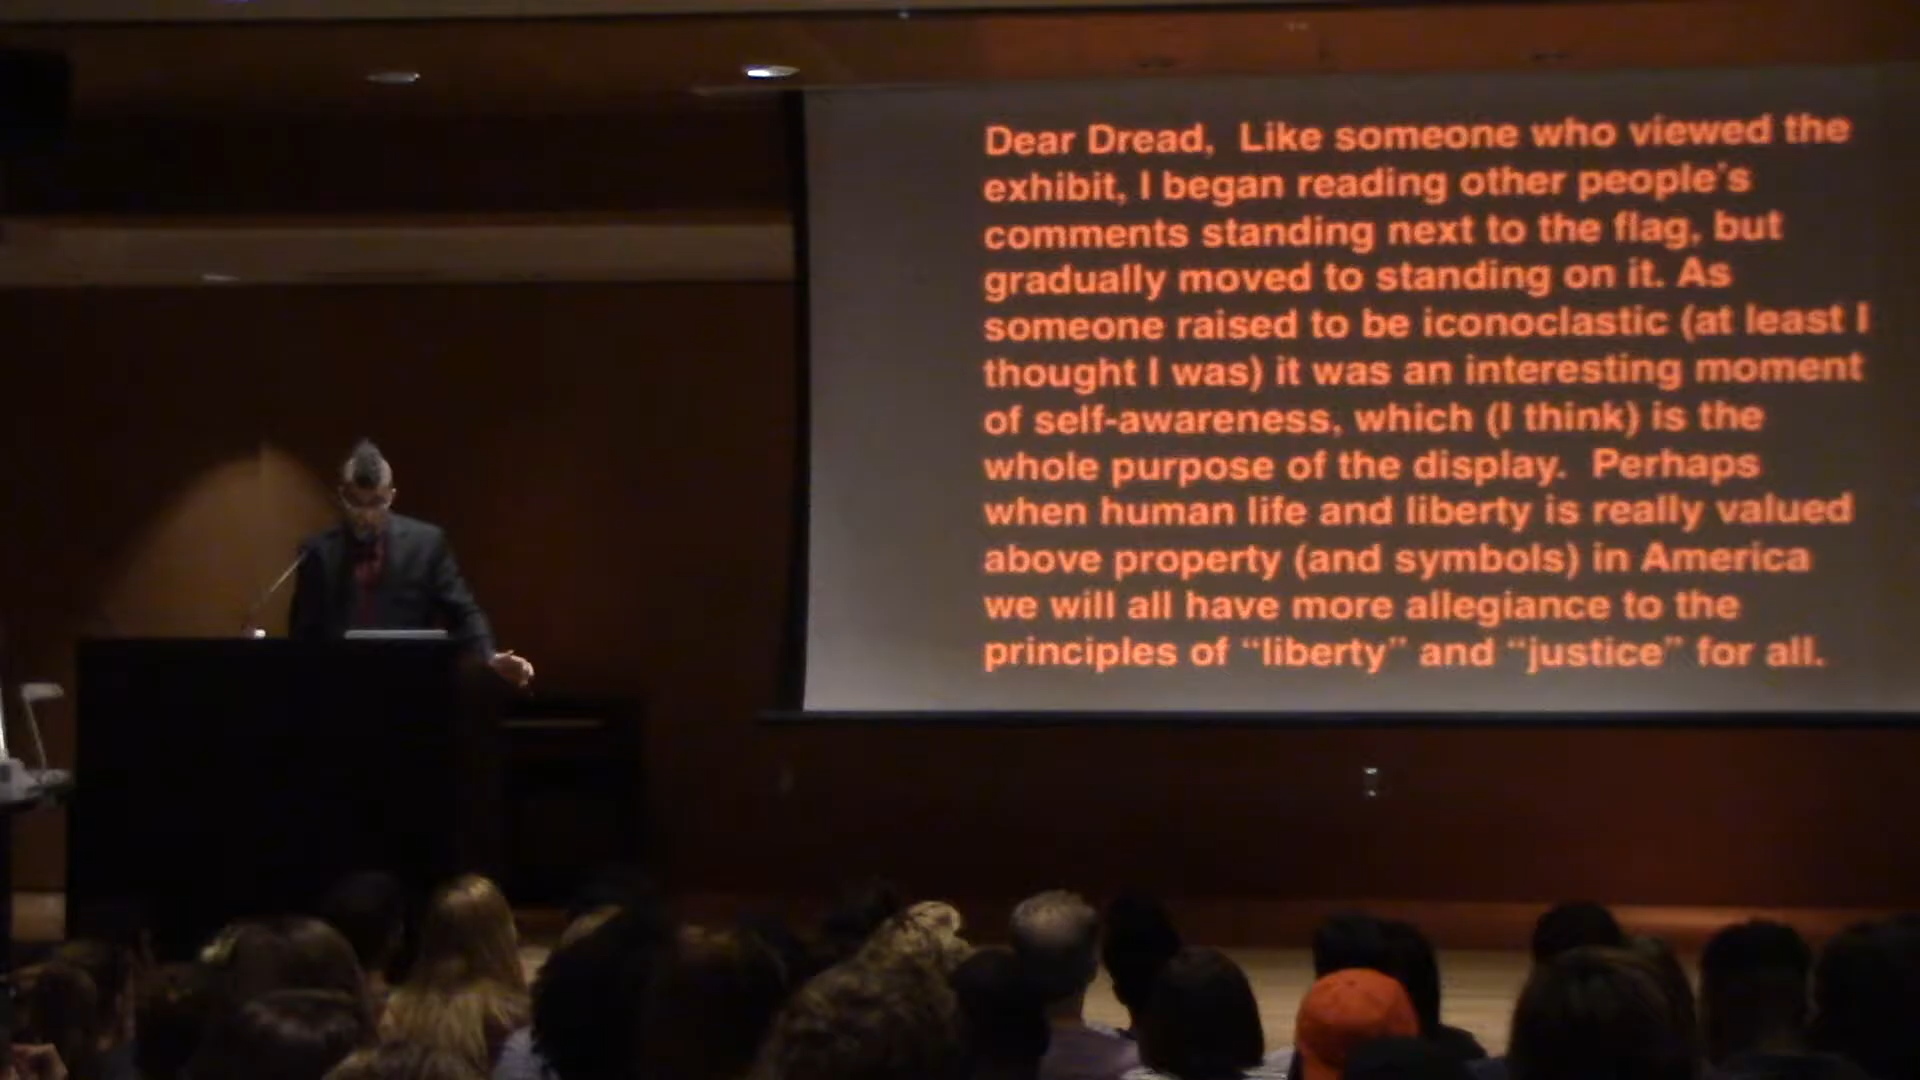 Dear Dread,  Like someone who viewed the
exhibit, I began reading other people's
comments standing next to the flag, but
gradually moved to standing on it. As
someone raised to be iconoclastic (at least I
thought I was) it was an interesting moment
of self-awareness, which (I think) is the
whole purpose of the display.  Perhaps
when human life and liberty is really valued
above property (and symbols) in America
we will all have more allegiance to the
principles of “liberty” and “justice” for all.